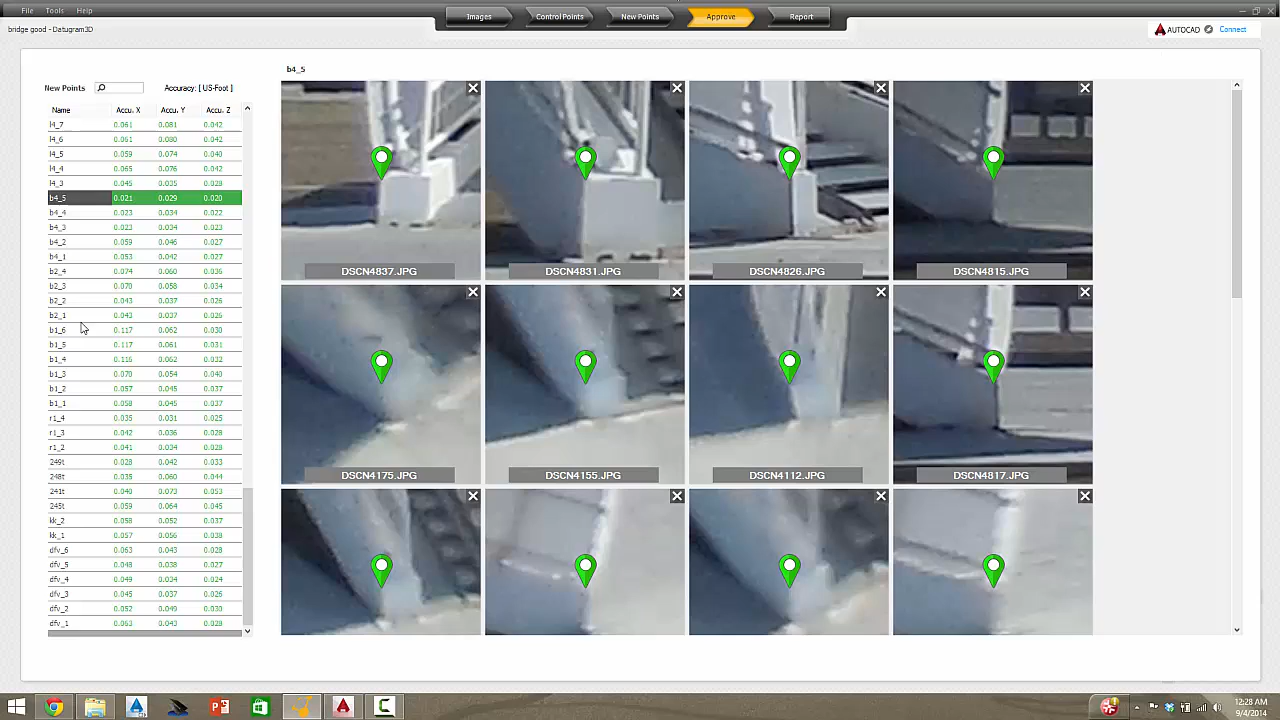 File Tools Help
Images Control Points New Points Approve Report
bridge good - Datugram3D
AUTOCAD Connect
b4_5
New Points Accuracy: [ US-Foot ]
Name Accu. X Accu. Y Accu. Z
l4_7 0.061 0.081 0.042
l4_6 0.061 0.080 0.042
l4_5 0.059 0.074 0.040
l4_4 0.065 0.076 0.042
l4_3 0.045 0.035 0.028
b4_5 0.021 0.029 0.020
b4_4 0.023 0.034 0.022
b4_3 0.023 0.034 0.023
b4_2 0.059 0.046 0.027
b4_1 0.053 0.042 0.027
b2_4 0.074 0.060 0.036
b2_3 0.070 0.058 0.034
b2_2 0.043 0.037 0.026
b2_1 0.043 0.037 0.026
b1_6 0.117 0.062 0.030
b1_5 0.117 0.061 0.031
b1_4 0.116 0.062 0.032
b1_3 0.070 0.054 0.040
b1_2 0.058 0.045 0.037
b1_1 0.057 0.045 0.037
r1_4 0.035 0.031 0.025
r1_3 0.042 0.036 0.028
r1_2 0.041 0.034 0.028
249t 0.028 0.042 0.033
248t 0.035 0.060 0.044
241t 0.040 0.073 0.053
245t 0.059 0.064 0.045
kk_2 0.058 0.052 0.037
kk_1 0.057 0.056 0.038
dfv_6 0.063 0.043 0.028
dfv_5 0.048 0.038 0.027
dfv_4 0.049 0.034 0.024
dfv_3 0.045 0.037 0.026
dfv_2 0.052 0.049 0.030
dfv_1 0.063 0.043 0.028
DSCN4837.JPG DSCN4831.JPG DSCN4826.JPG DSCN4815.JPG
DSCN4175.JPG DSCN4155.JPG DSCN4112.JPG DSCN4817.JPG
12:28 AM
9/4/2014